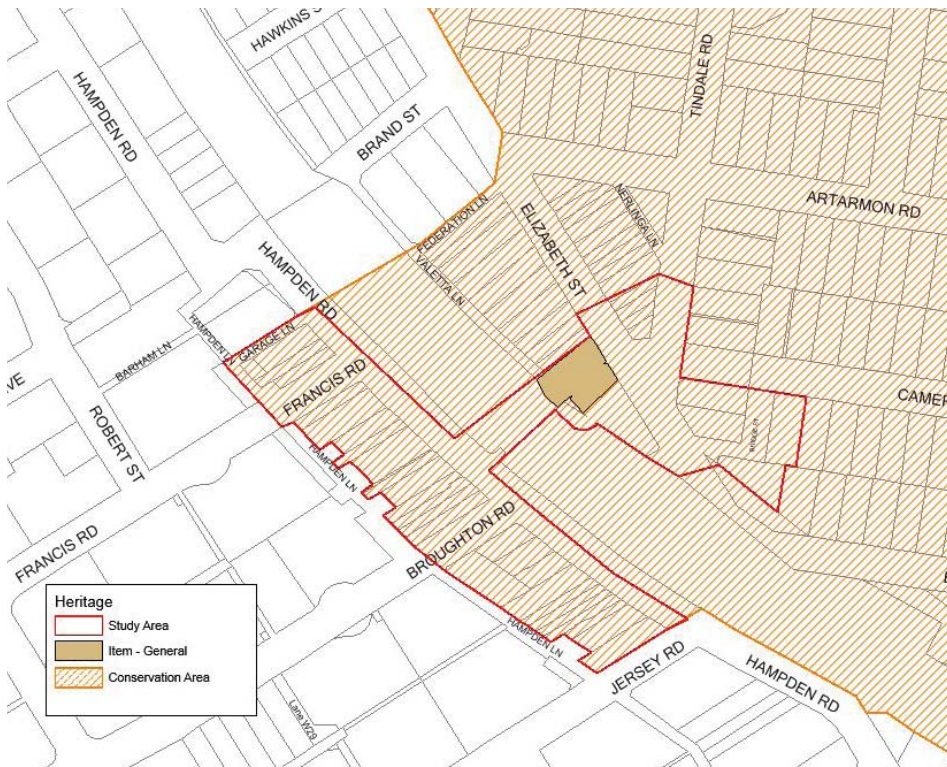 HAWKINS S
HAMPDEN RD
BRAND ST
TINDALE RD
ARTARMON RD
NERLINGA LN
ELIZABETH ST
FEDERATION LN
VALETTA LN
HAMPDEN RD
HAMPDEN LN
GARAGE LN
BARHAM LN
FRANCIS RD
VE
ROBERT ST
CAMER
HAMPDEN LN
BROUGHTON RD
FRANCIS RD
E
Heritage
Study Area
Item - General
Conservation Area
HAMPDEN LN
JERSEY RD
HAMPDEN RD
Lane W29